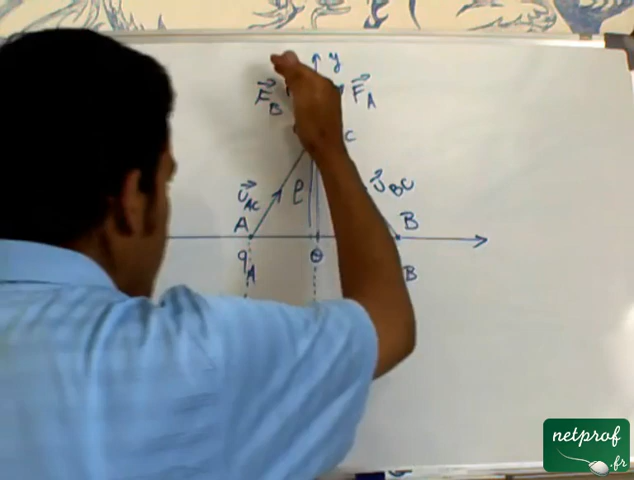 y
F⃗B F⃗A
C
U⃗AC ρ U⃗BC
A B
qA O B
netprof
.fr